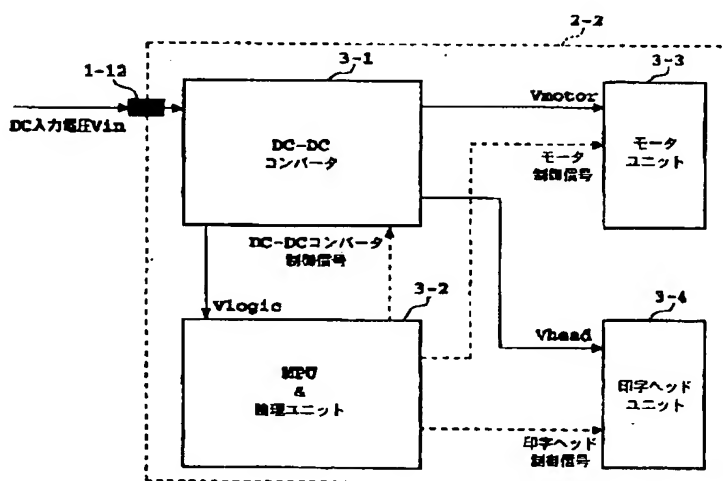 2-2
1-12
3-1
3-3
DC入力電圧Vin
DC-DC
コンバータ
Vmotor
モータ
制御信号
モータ
ユニット
DC-DCコンバータ
制御信号
Vlogic
3-2
3-4
MPU
&
論理ユニット
Vhead
印字ヘッド
ユニット
印字ヘッド
制御信号